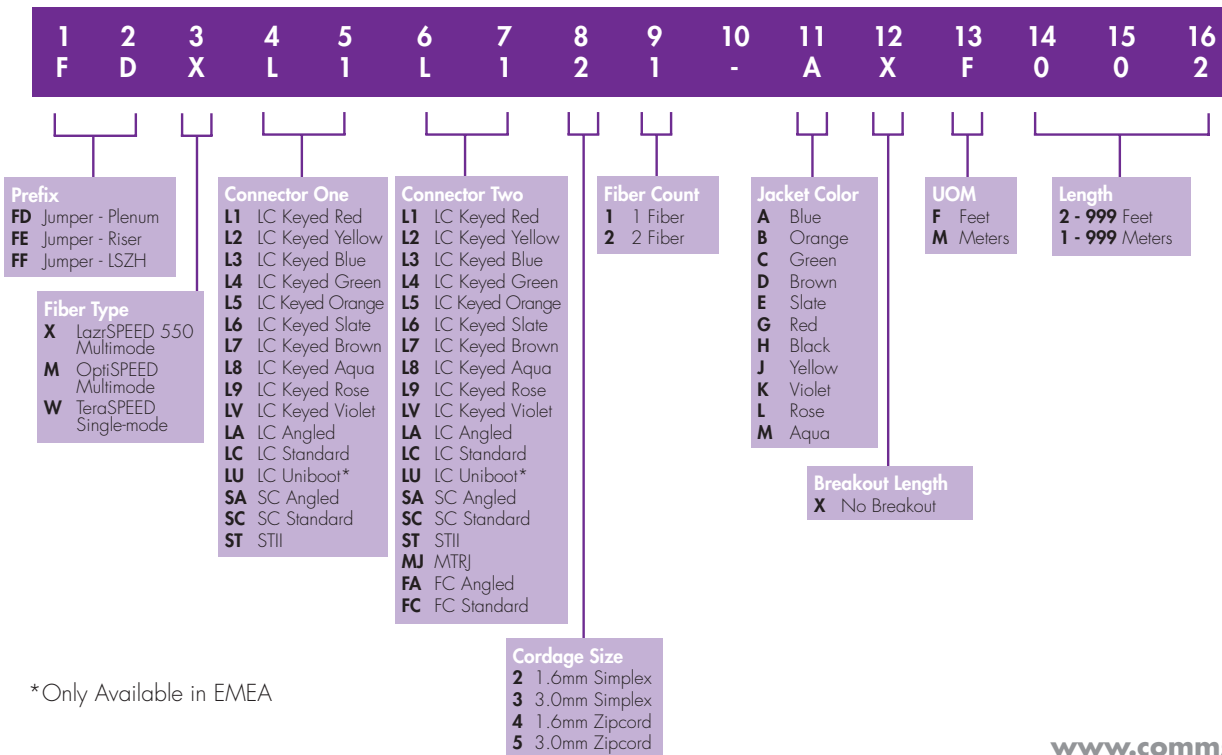 1 2 3 4 5 6 7 8 9 10 11 12 13 14 15 16
F D X L 1 L 1 2 1 - A X F 0 0 2
Prefix
FD Jumper - Plenum
FE Jumper - Riser
FF Jumper - LSZH
Fiber Type
X LazrSPEED 550
Multimode
M OptiSPEED
Multimode
W TeraSPEED
Single-mode
Connector One
L1 LC Keyed Red
L2 LC Keyed Yellow
L3 LC Keyed Blue
L4 LC Keyed Green
L5 LC Keyed Orange
L6 LC Keyed Slate
L7 LC Keyed Brown
L8 LC Keyed Aqua
L9 LC Keyed Rose
LV LC Keyed Violet
LA LC Angled
LC LC Standard
LU LC Uniboot*
SA SC Angled
SC SC Standard
ST STII
Connector Two
L1 LC Keyed Red
L2 LC Keyed Yellow
L3 LC Keyed Blue
L4 LC Keyed Green
L5 LC Keyed Orange
L6 LC Keyed Slate
L7 LC Keyed Brown
L8 LC Keyed Aqua
L9 LC Keyed Rose
LV LC Keyed Violet
LA LC Angled
LC LC Standard
LU LC Uniboot*
SA SC Angled
SC SC Standard
ST STII
MJ MTRJ
FA FC Angled
FC FC Standard
Cordage Size
2 1.6mm Simplex
3 3.0mm Simplex
4 1.6mm Zipcord
5 3.0mm Zipcord
Fiber Count
1 1 Fiber
2 2 Fiber
Jacket Color
A Blue
B Orange
C Green
D Brown
E Slate
G Red
H Black
J Yellow
K Violet
L Rose
M Aqua
Breakout Length
X No Breakout
UOM
F Feet
M Meters
Length
2 - 999 Feet
1 - 999 Meters
*Only Available in EMEA
www.comm